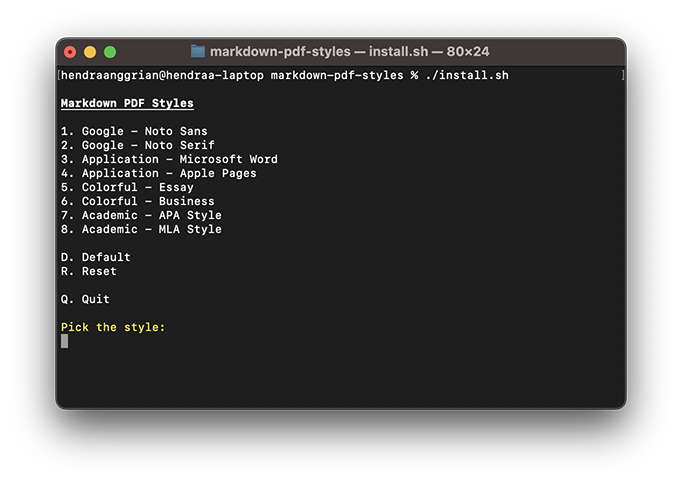 markdown-pdf-styles — install.sh — 80×24
[hendraanggrian@hendraa-laptop markdown-pdf-styles % ./install.sh ]
Markdown PDF Styles
1. Google – Noto Sans
2. Google – Noto Serif
3. Application – Microsoft Word
4. Application – Apple Pages
5. Colorful – Essay
6. Colorful – Business
7. Academic – APA Style
8. Academic – MLA Style
D. Default
R. Reset
Q. Quit
Pick the style: